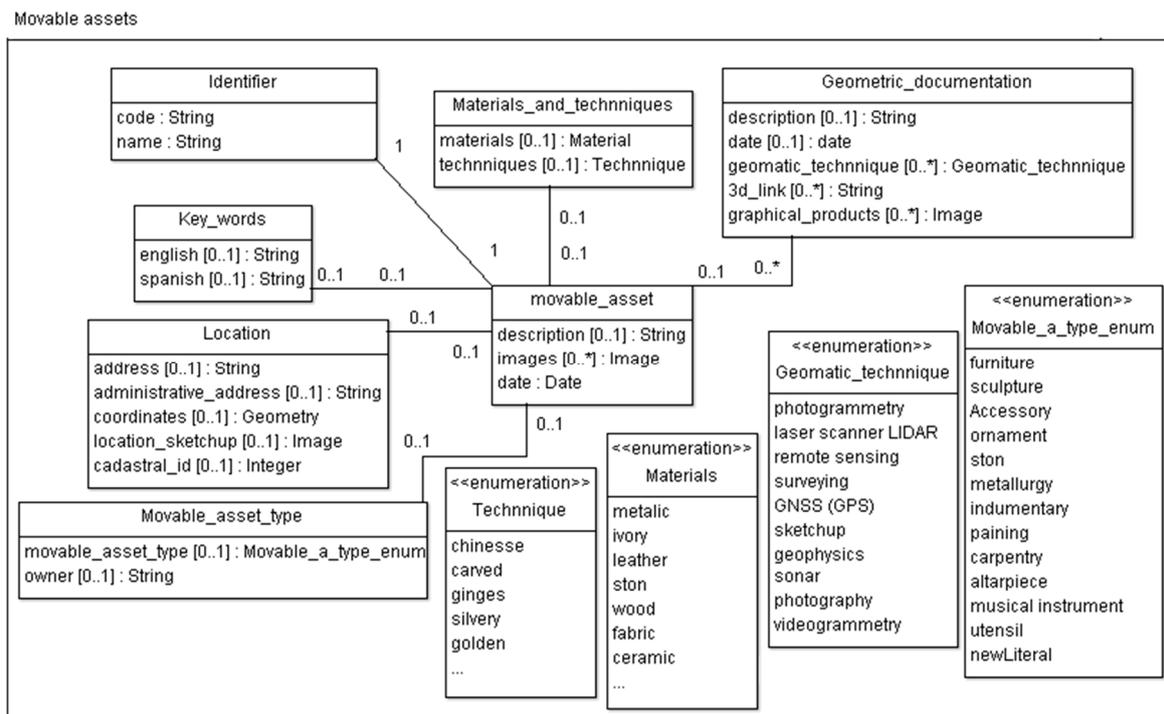 Movable assets
Identifier
code : String
name : String
Materials_and_technniques
materials [0..1] : Material
technniques [0..1] : Technnique
Geometric_documentation
description [0..1] : String
date [0..1] : date
geomatic_technnique [0..*] : Geomatic_technnique
3d_link [0..*] : String
graphical_products [0..*] : Image
1
1
0..1
0..1
0..1
0..*
Key_words
english [0..1] : String
spanish [0..1] : String
0..1
0..1
movable_asset
description [0..1] : String
images [0..*] : Image
date : Date
Location
address [0..1] : String
administrative_address [0..1] : String
coordinates [0..1] : Geometry
location_sketchup [0..1] : Image
cadastral_id [0..1] : Integer
0..1
0..1
0..1
0..1
Movable_asset_type
movable_asset_type [0..1] : Movable_a_type_enum
owner [0..1] : String
<<enumeration>>
Technnique
chinesse
carved
ginges
silvery
golden
...
<<enumeration>>
Materials
metalic
ivory
leather
ston
wood
fabric
ceramic
...
<<enumeration>>
Geomatic_technnique
photogrammetry
laser scanner LIDAR
remote sensing
surveying
GNSS (GPS)
sketchup
geophysics
sonar
photography
videogrammetry
<<enumeration>>
Movable_a_type_enum
furniture
sculpture
Accessory
ornament
ston
metallurgy
indumentary
paining
carpentry
altarpiece
musical instrument
utensil
newLiteral